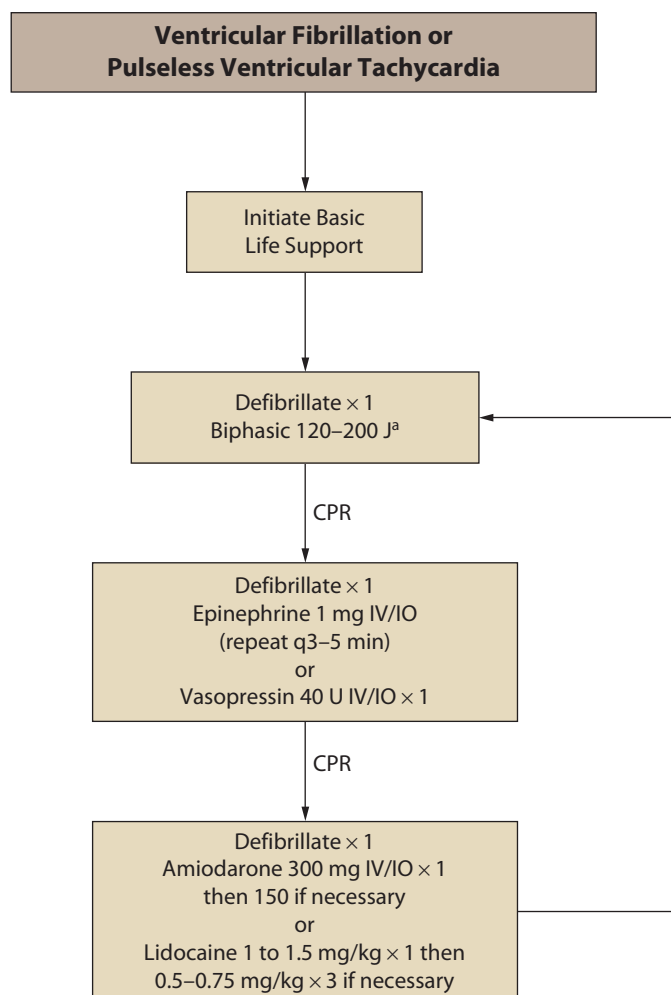 Ventricular Fibrillation or
Pulseless Ventricular Tachycardia
Initiate Basic
Life Support
Defibrillate × 1
Biphasic 120–200 Jᵃ
CPR
Defibrillate × 1
Epinephrine 1 mg IV/IO
(repeat q3–5 min)
or
Vasopressin 40 U IV/IO × 1
CPR
Defibrillate × 1
Amiodarone 300 mg IV/IO × 1
then 150 if necessary
or
Lidocaine 1 to 1.5 mg/kg × 1 then
0.5–0.75 mg/kg × 3 if necessary